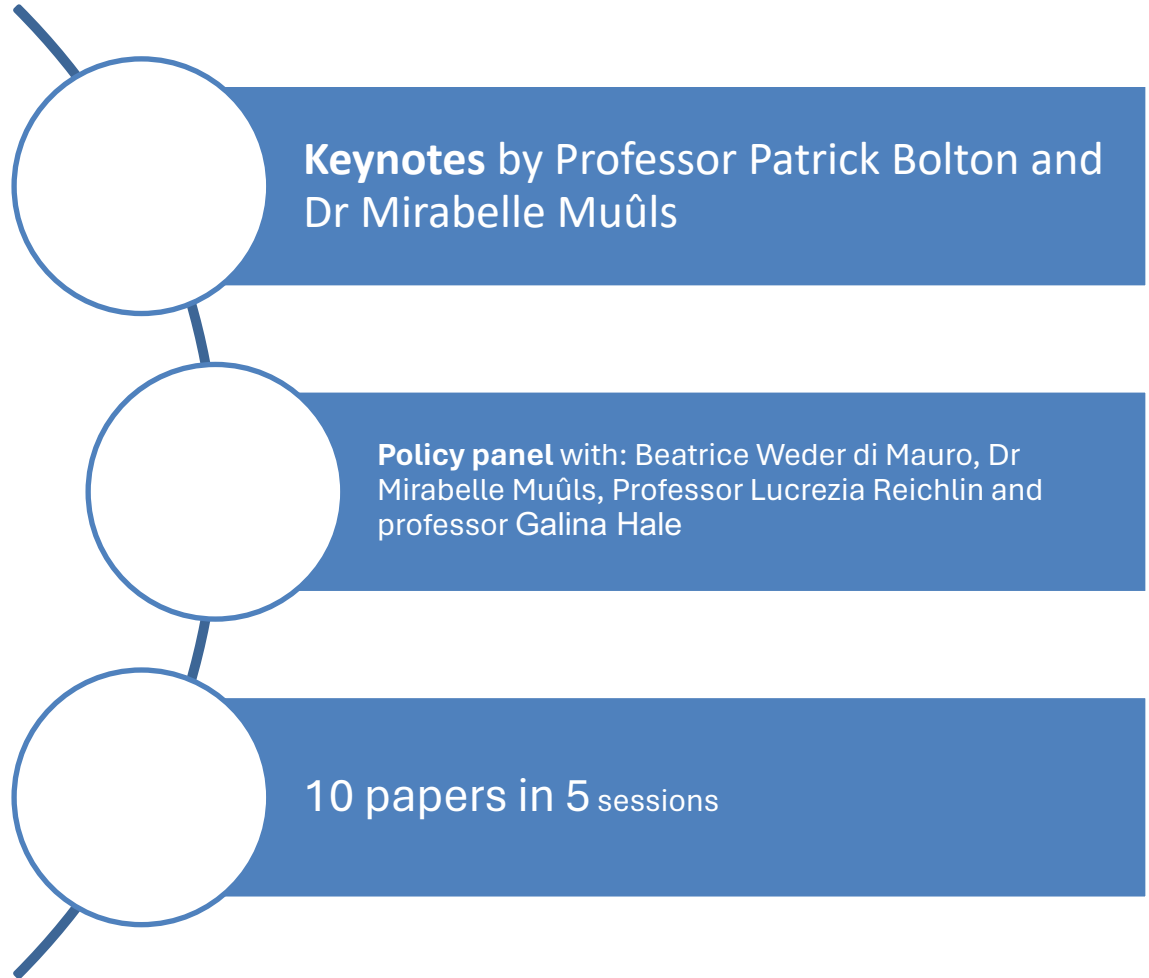 Keynotes by Professor Patrick Bolton and
Dr Mirabelle Muûls
Policy panel with: Beatrice Weder di Mauro, Dr
Mirabelle Muûls, Professor Lucrezia Reichlin and
professor Galina Hale
10 papers in 5 sessions